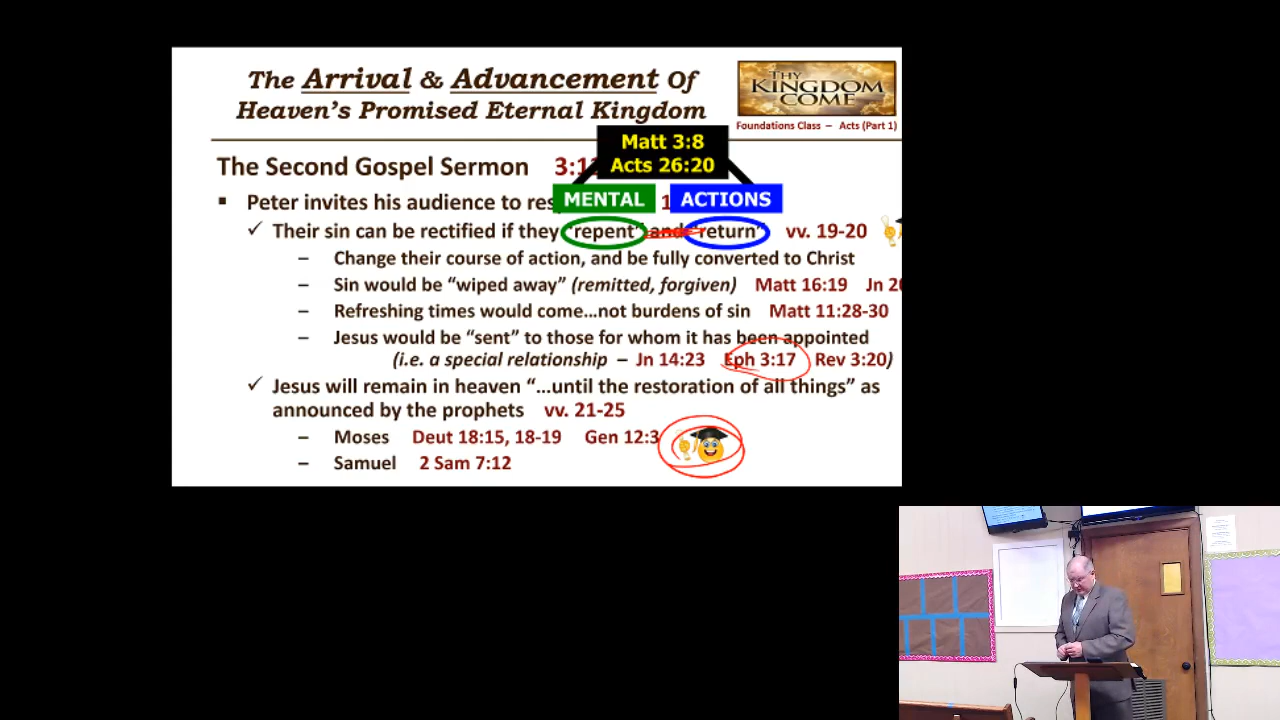 The Arrival & Advancement Of
Heaven's Promised Eternal Kingdom
THY
KINGDOM
COME
Foundations Class – Acts (Part 1)
Matt 3:8
Acts 26:20
The Second Gospel Sermon
MENTAL ACTIONS
▪ Peter invites his audience to
✓ Their sin can be rectified if they "repent" and "return" vv. 19-20
– Change their course of action, and be fully converted to Christ
– Sin would be “wiped away” (remitted, forgiven) Matt 16:19 Jn
– Refreshing times would come…not burdens of sin Matt 11:28-30
– Jesus would be “sent” to those for whom it has been appointed
(i.e. a special relationship – Jn 14:23 Eph 3:17 Rev 3:20)
✓ Jesus will remain in heaven “…until the restoration of all things” as
announced by the prophets vv. 21-25
– Moses Deut 18:15, 18-19 Gen 12:3
– Samuel 2 Sam 7:12